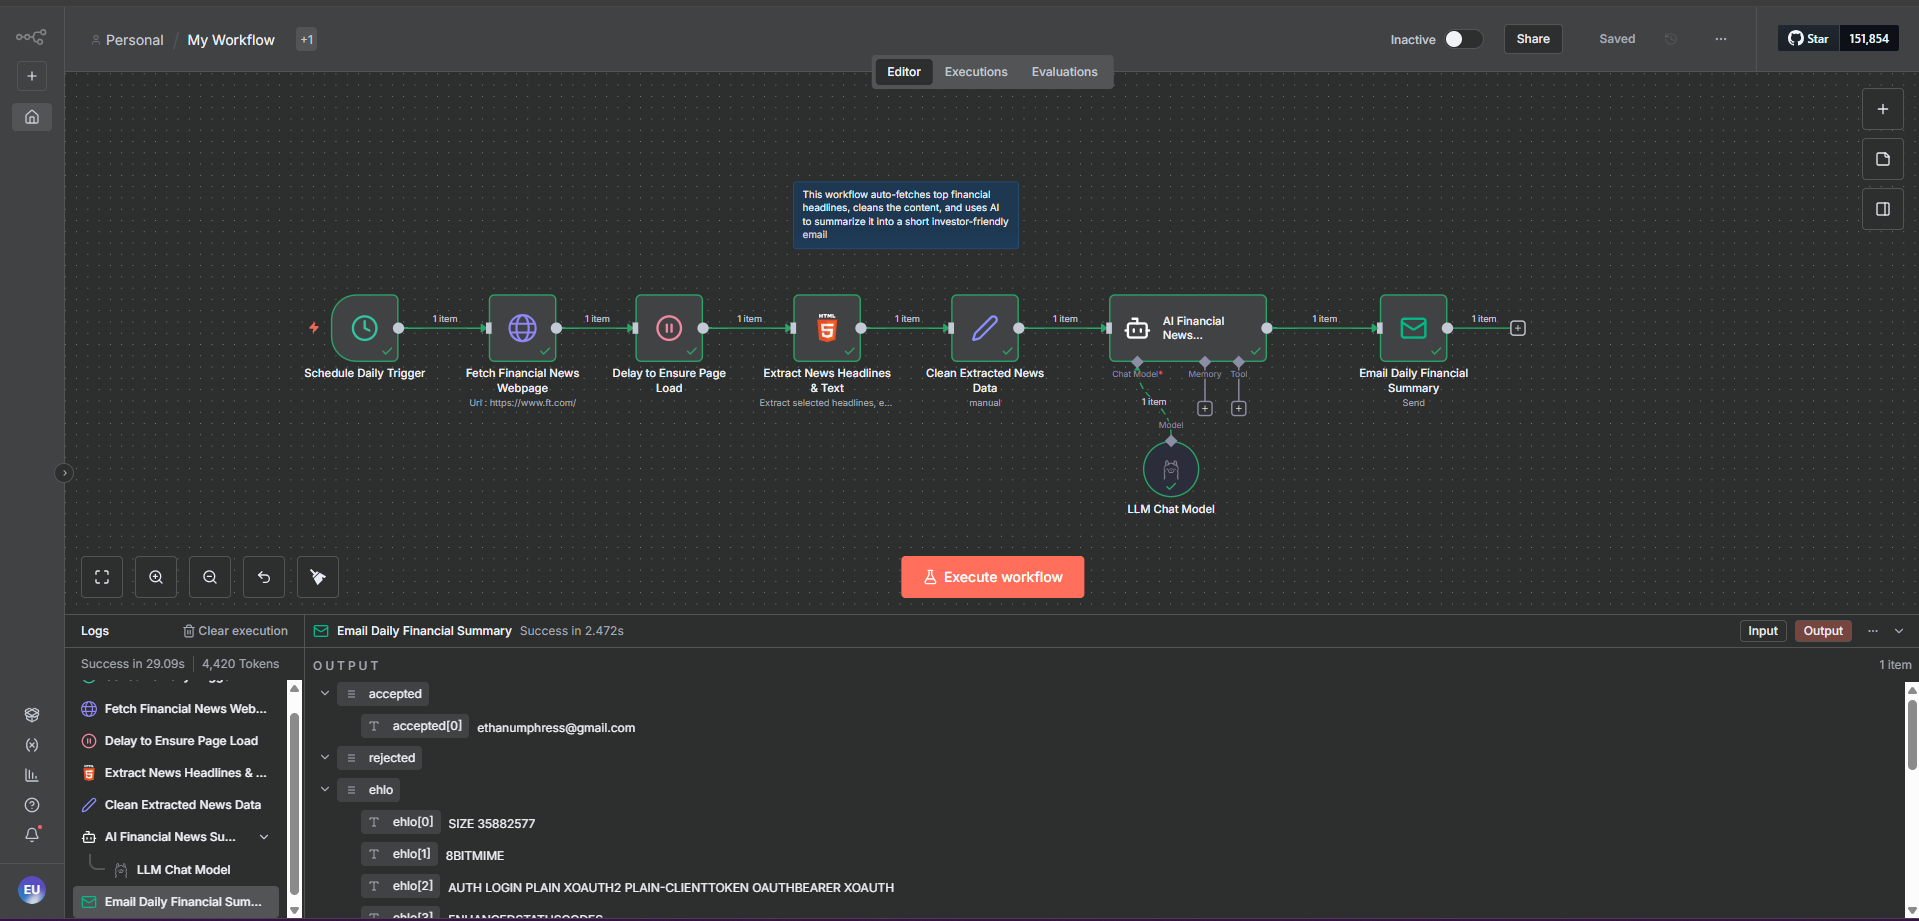 Personal / My Workflow +1
Inactive
Share
Saved
...
Star 151,854
Editor Executions Evaluations
This workflow auto-fetches top financial
headlines, cleans the content, and uses AI
to summarize it into a short investor-friendly
email
1 item
1 item
1 item
1 item
1 item
1 item
1 item
HTML
5
AI Financial
News...
Schedule Daily Trigger
Fetch Financial News
Webpage
Url : https://www.ft.com/
Delay to Ensure Page
Load
Extract News Headlines
& Text
Extract selected headlines, e...
Clean Extracted News
Data
manual
Chat Model*
Memory
Tool
1 item
Model
LLM Chat Model
Email Daily Financial
Summary
Send
Execute workflow
Logs
Clear execution
Success in 29.09s
4,420 Tokens
Fetch Financial News Web...
Delay to Ensure Page Load
Extract News Headlines & ...
Clean Extracted News Data
AI Financial News Su...
LLM Chat Model
Email Daily Financial Sum...
EU
Email Daily Financial Summary Success in 2.472s
Input
Output
...
OUTPUT
1 item
accepted
T accepted[0] ethanumphress@gmail.com
rejected
ehlo
T ehlo[0] SIZE 35882577
T ehlo[1] 8BITMIME
T ehlo[2] AUTH LOGIN PLAIN XOAUTH2 PLAIN-CLIENTTOKEN OAUTHBEARER XOAUTH
T ehlo[3] ENHANCEDSTATUSCODES